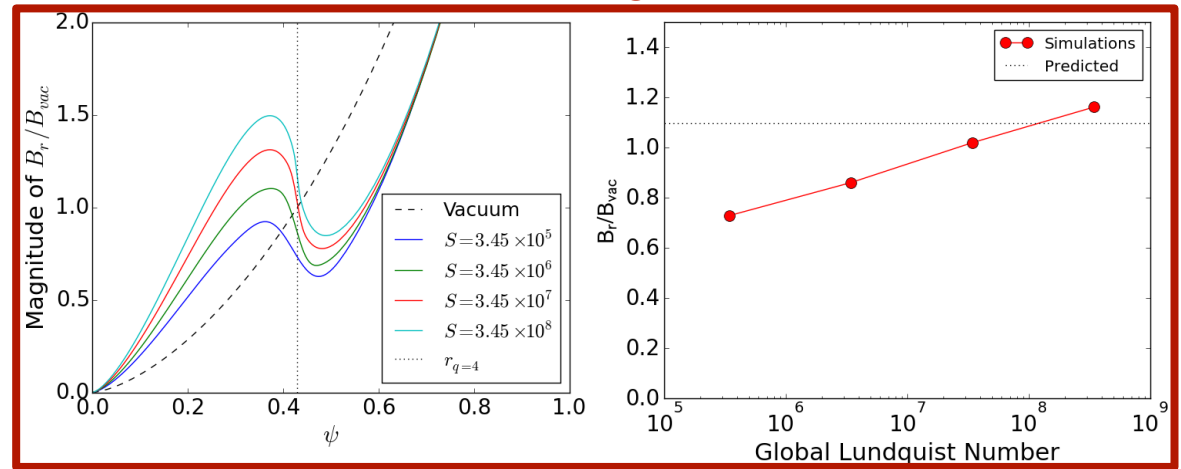 Magnitude of B_r/B_vac
2.0
1.5
1.0
0.5
0.0
0.0 0.2 0.4 0.6 0.8 1.0
ψ
Vacuum
S=3.45×10^5
S=3.45×10^6
S=3.45×10^7
S=3.45×10^8
r_{q=4}
B_r/B_vac
1.4
1.2
1.0
0.8
0.6
0.4
0.2
0.0
10^5 10^6 10^7 10^8 10^9
Global Lundquist Number
Simulations
Predicted